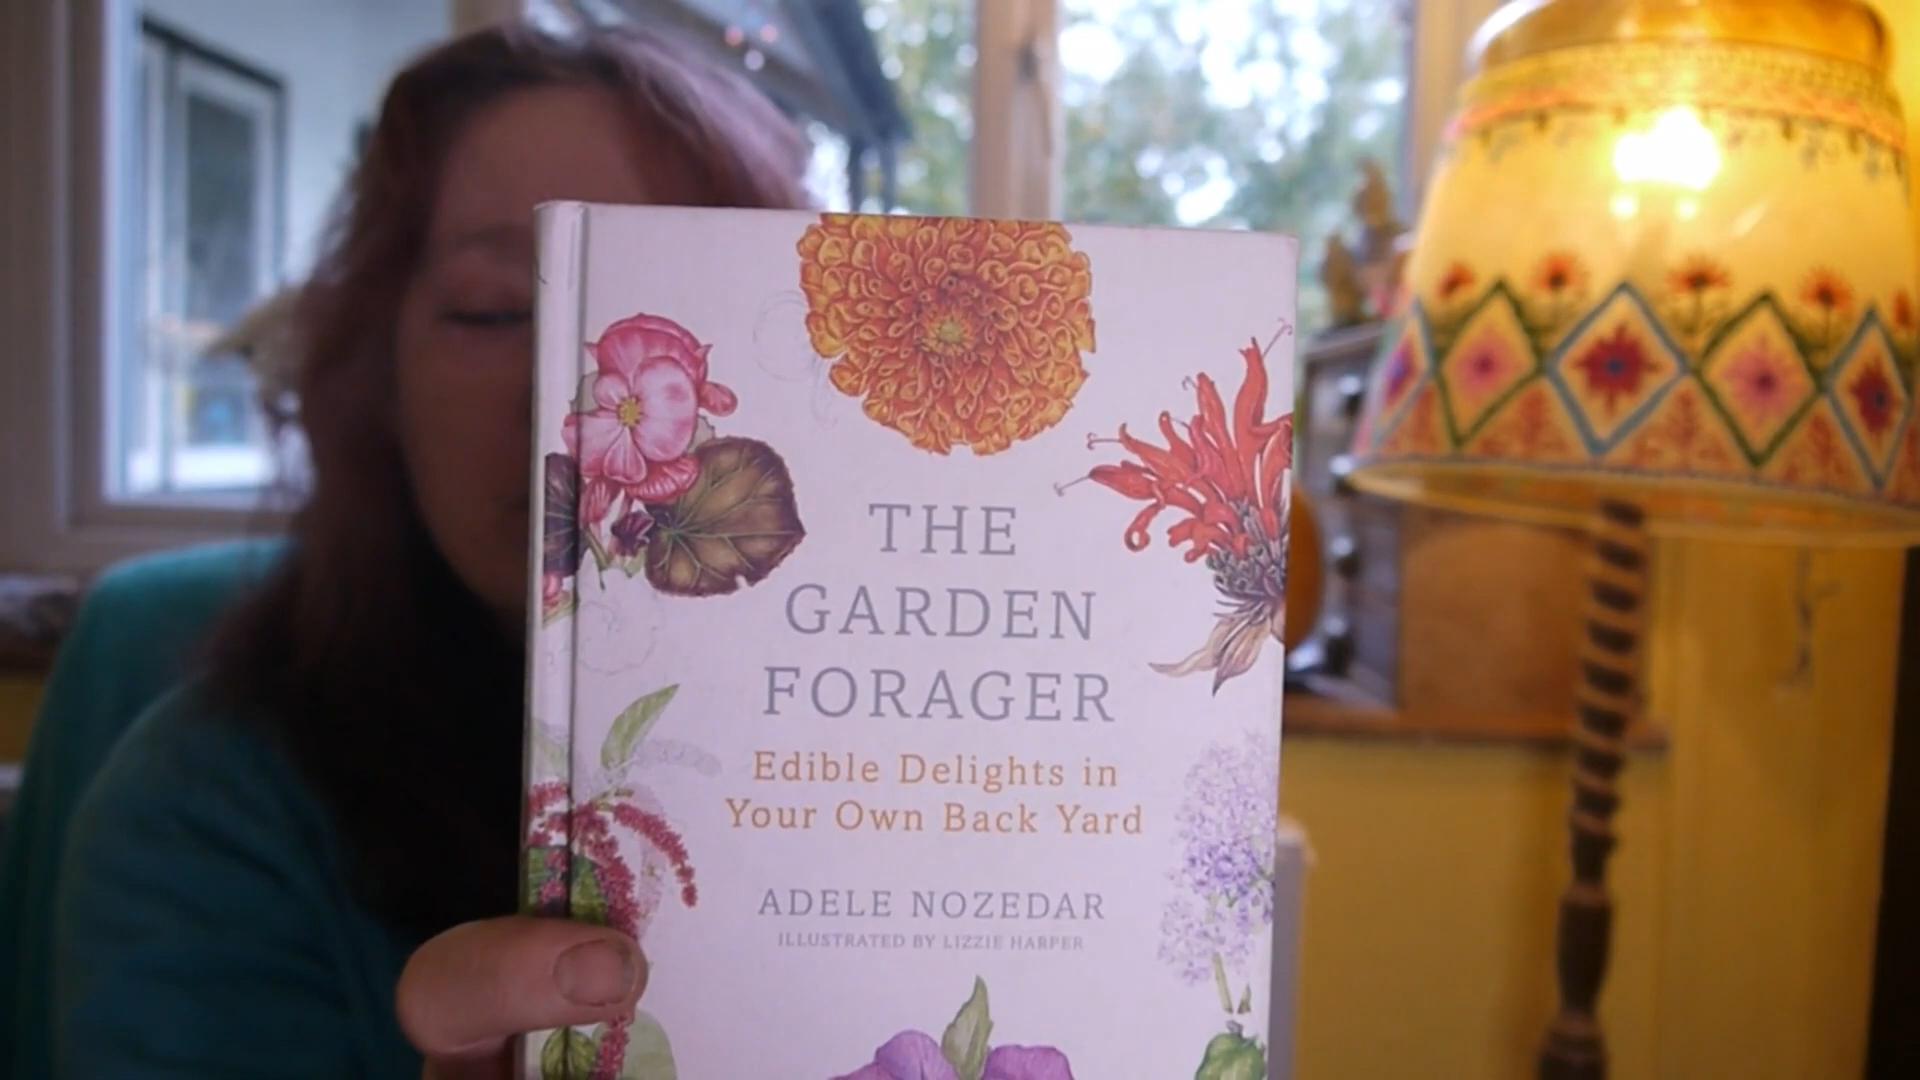 THE
GARDEN
FORAGER
Edible Delights in
Your Own Back Yard
ADELE NOZEDAR
ILLUSTRATED BY LIZZIE HARPER